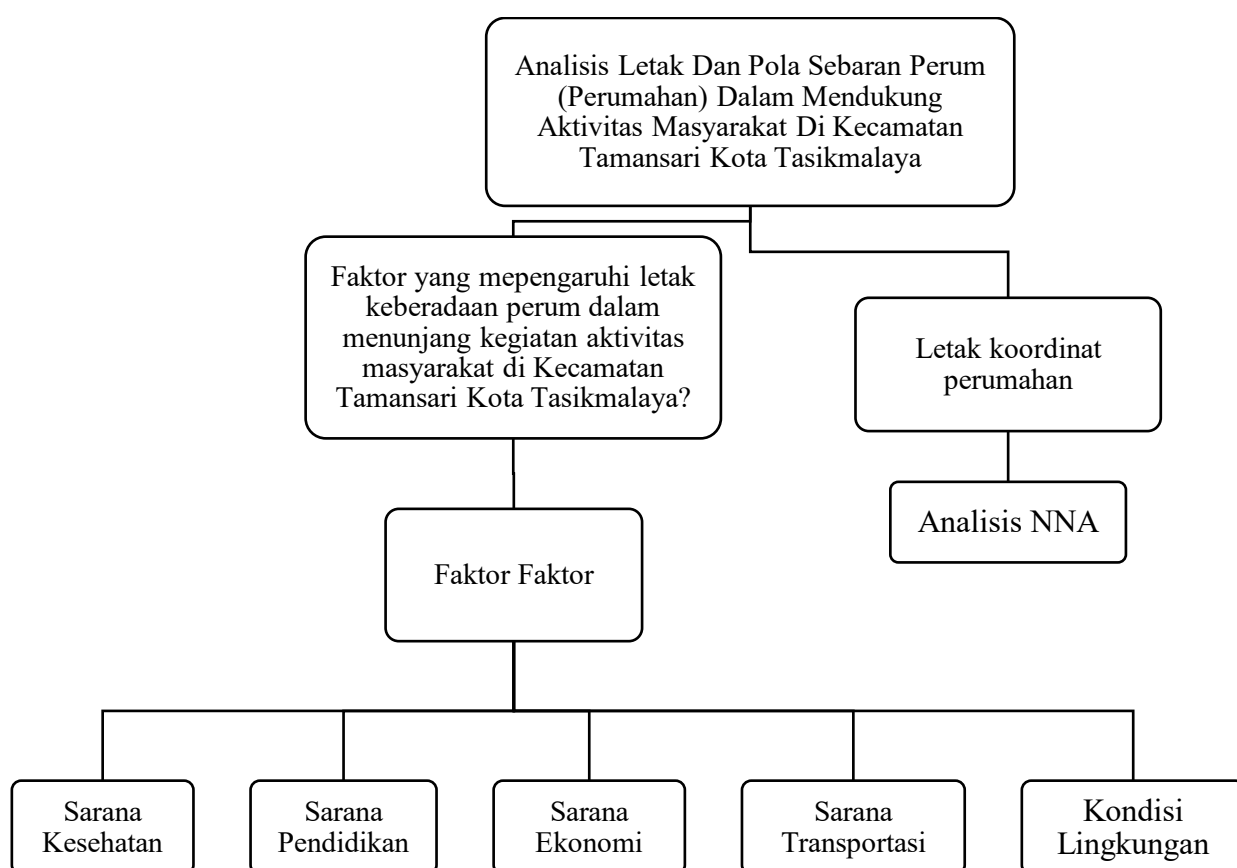 Analisis Letak Dan Pola Sebaran Perum
(Perumahan) Dalam Mendukung
Aktivitas Masyarakat Di Kecamatan
Tamansari Kota Tasikmalaya
Faktor yang mepengaruhi letak
keberadaan perum dalam
menunjang kegiatan aktivitas
masyarakat di Kecamatan
Tamansari Kota Tasikmalaya?
Letak koordinat
perumahan
Analisis NNA
Faktor Faktor
Sarana
Kesehatan
Sarana
Pendidikan
Sarana
Ekonomi
Sarana
Transportasi
Kondisi
Lingkungan